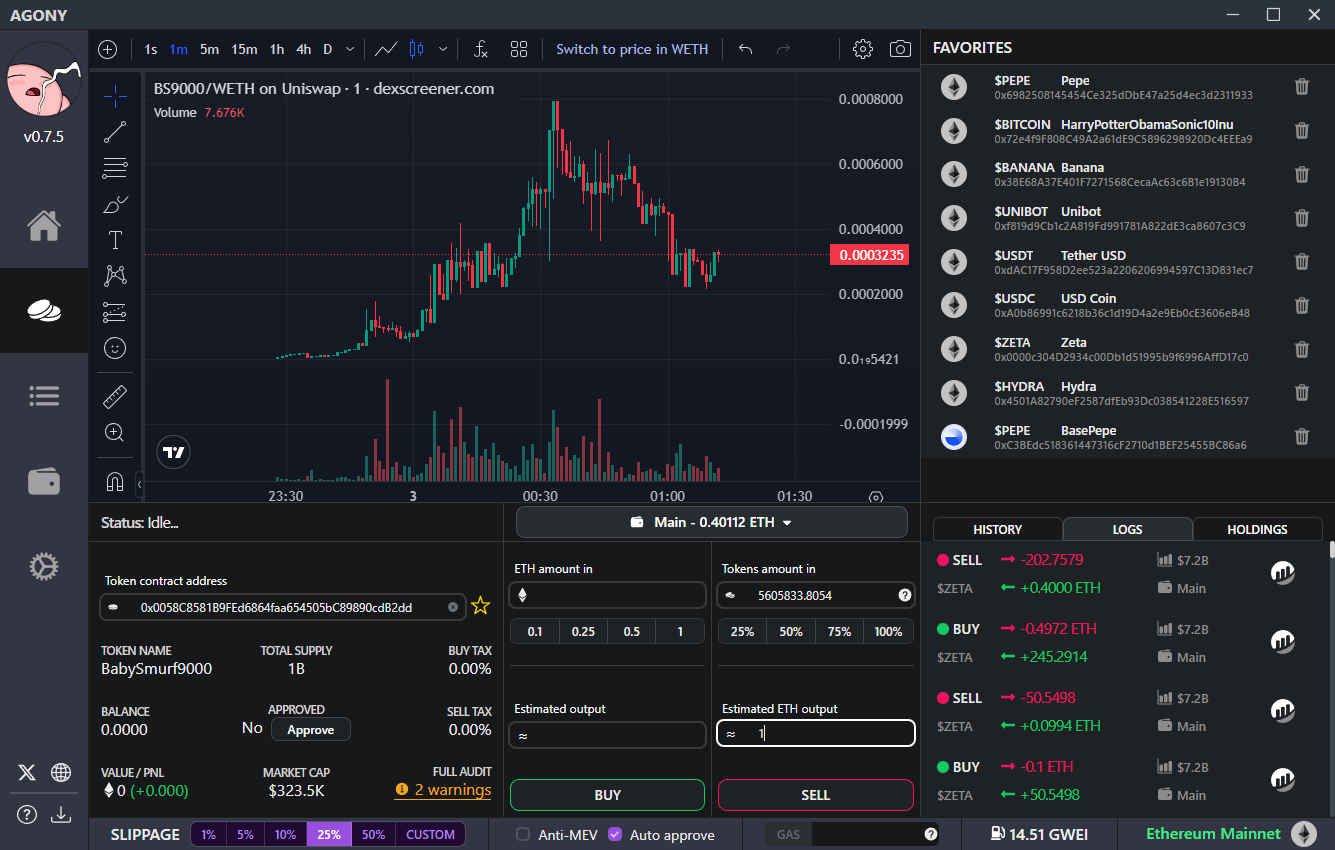 AGONY
v0.7.5
1s 1m 5m 15m 1h 4h D
Switch to price in WETH
BS9000/WETH on Uniswap · 1 · dexscreener.com
Volume 7.676K
0.0008000
0.0006000
0.0004000
0.0003235
0.0002000
0.0₁₉5421
-0.0001999
23:30 3 00:30 01:00 01:30
FAVORITES
$PEPE Pepe
0x6982508145454Ce325dDbE47a25d4ec3d2311933
$BITCOIN HarryPotterObamaSonic10Inu
0x72e4f9F808C49A2a61dE9C5896298920Dc4EEEa9
$BANANA Banana
0x38E68A37E401F7271568CecaAc63c6B1e19130B4
$UNIBOT Unibot
0xf819d9Cb1c2A819Fd991781A822dE3ca8607c3C9
$USDT Tether USD
0xdAC17F958D2ee523a2206206994597C13D831ec7
$USDC USD Coin
0xA0b86991c6218b36c1d19D4a2e9Eb0cE3606eB48
$ZETA Zeta
0x0000c304D2934c00Db1d51995b9f6996AffD17c0
$HYDRA Hydra
0x4501A82790eF2587dfEb93Dc038541228E516597
$PEPE BasePepe
0xC3BEdc518361447316cF2710d1BEF25455BC86a6
Status: Idle...
Token contract address
0x0058C8581B9FEd6864faa654505bC89890cdB2dd
TOKEN NAME TOTAL SUPPLY BUY TAX
BabySmurf9000 1B 0.00%
BALANCE APPROVED SELL TAX
0.0000 No Approve 0.00%
VALUE / PNL MARKET CAP FULL AUDIT
0 (+0.000) $323.5K 2 warnings
Main - 0.40112 ETH
ETH amount in
0.1 0.25 0.5 1
Estimated output
≈
BUY
Tokens amount in
5605833.8054 ?
25% 50% 75% 100%
Estimated ETH output
≈ 1
SELL
HISTORY LOGS HOLDINGS
SELL -202.7579 $7.2B
$ZETA +0.4000 ETH Main
BUY -0.4972 ETH $7.2B
$ZETA +245.2914 Main
SELL -50.5498 $7.2B
$ZETA +0.0994 ETH Main
BUY -0.1 ETH $7.2B
$ZETA +50.5498 Main
SLIPPAGE 1% 5% 10% 25% 50% CUSTOM
Anti-MEV Auto approve
GAS ?
14.51 GWEI
Ethereum Mainnet